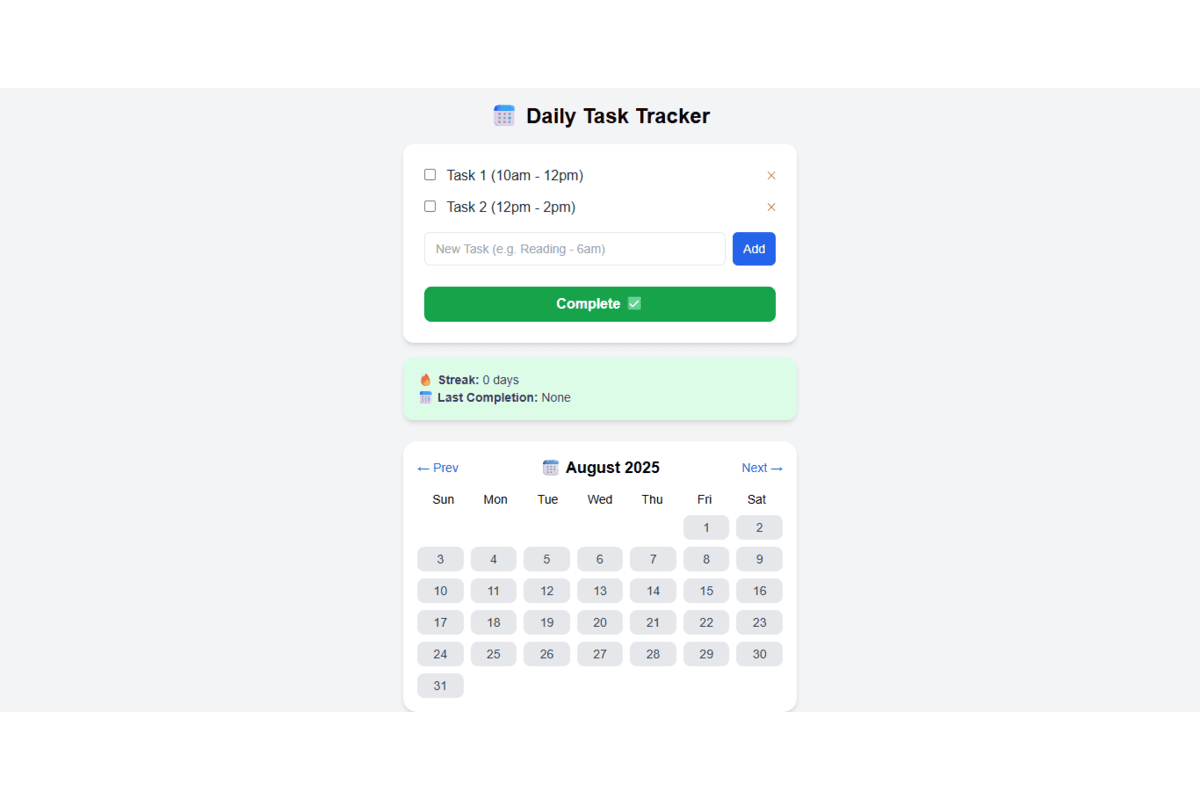 Daily Task Tracker
Task 1 (10am - 12pm) ×
Task 2 (12pm - 2pm) ×
New Task (e.g. Reading - 6am) Add
Complete ✅
🔥 Streak: 0 days
Last Completion: None
← Prev August 2025 Next →
Sun Mon Tue Wed Thu Fri Sat
1 2
3 4 5 6 7 8 9
10 11 12 13 14 15 16
17 18 19 20 21 22 23
24 25 26 27 28 29 30
31